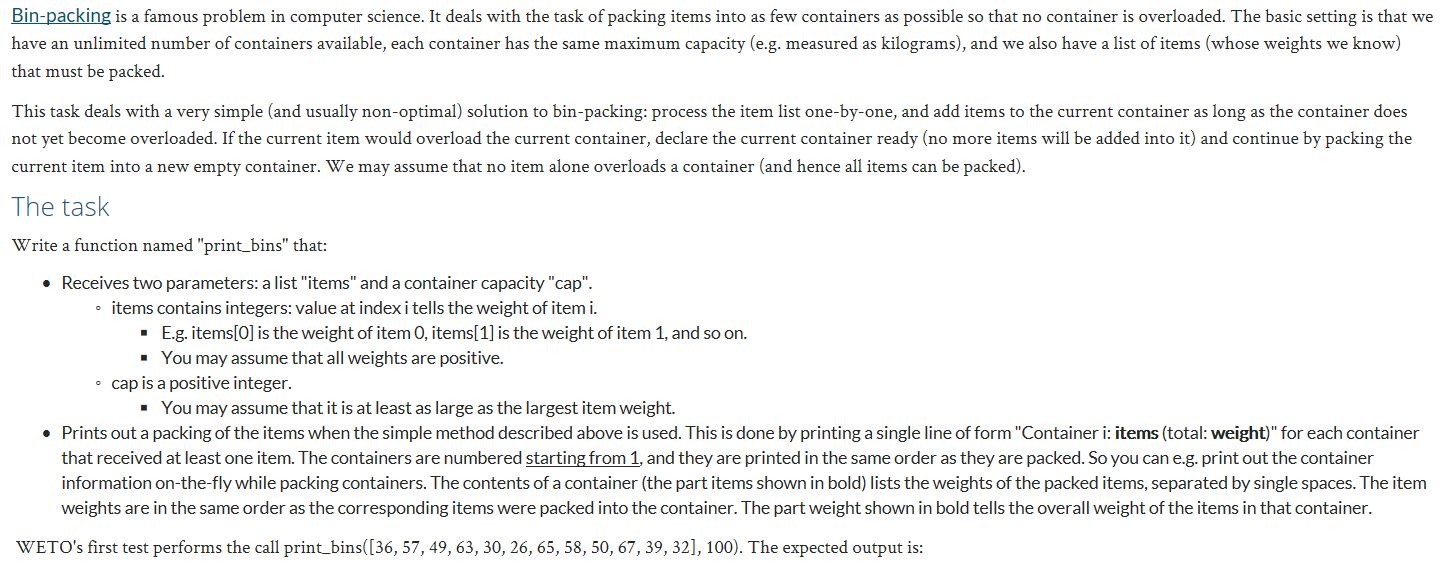 Bin-packing is a famous problem in computer science. It deals with the task of packing items into as few containers as possible so that no container is overloaded. The basic setting is that we
have an unlimited number of containers available, each container has the same maximum capacity (e.g. measured as kilograms), and we also have a list of items (whose weights we know)
that must be packed.
This task deals with a very simple (and usually non-optimal) solution to bin-packing: process the item list one-by-one, and add items to the current container as long as the container does
not yet become overloaded. If the current item would overload the current container, declare the current container ready (no more items will be added into it) and continue by packing the
current item into a new empty container. We may assume that no item alone overloads a container (and hence all items can be packed).
The task
Write a function named "print_bins" that:
• Receives two parameters: a list "items" and a container capacity "cap".
◦ items contains integers: value at index i tells the weight of item i.
▪ E.g. items[0] is the weight of item 0, items[1] is the weight of item 1, and so on.
▪ You may assume that all weights are positive.
◦ cap is a positive integer.
▪ You may assume that it is at least as large as the largest item weight.
• Prints out a packing of the items when the simple method described above is used. This is done by printing a single line of form "Container i: items (total: weight)" for each container
that received at least one item. The containers are numbered starting from 1, and they are printed in the same order as they are packed. So you can e.g. print out the container
information on-the-fly while packing containers. The contents of a container (the part items shown in bold) lists the weights of the packed items, separated by single spaces. The item
weights are in the same order as the corresponding items were packed into the container. The part weight shown in bold tells the overall weight of the items in that container.
WETO's first test performs the call print_bins([36, 57, 49, 63, 30, 26, 65, 58, 50, 67, 39, 32], 100). The expected output is: